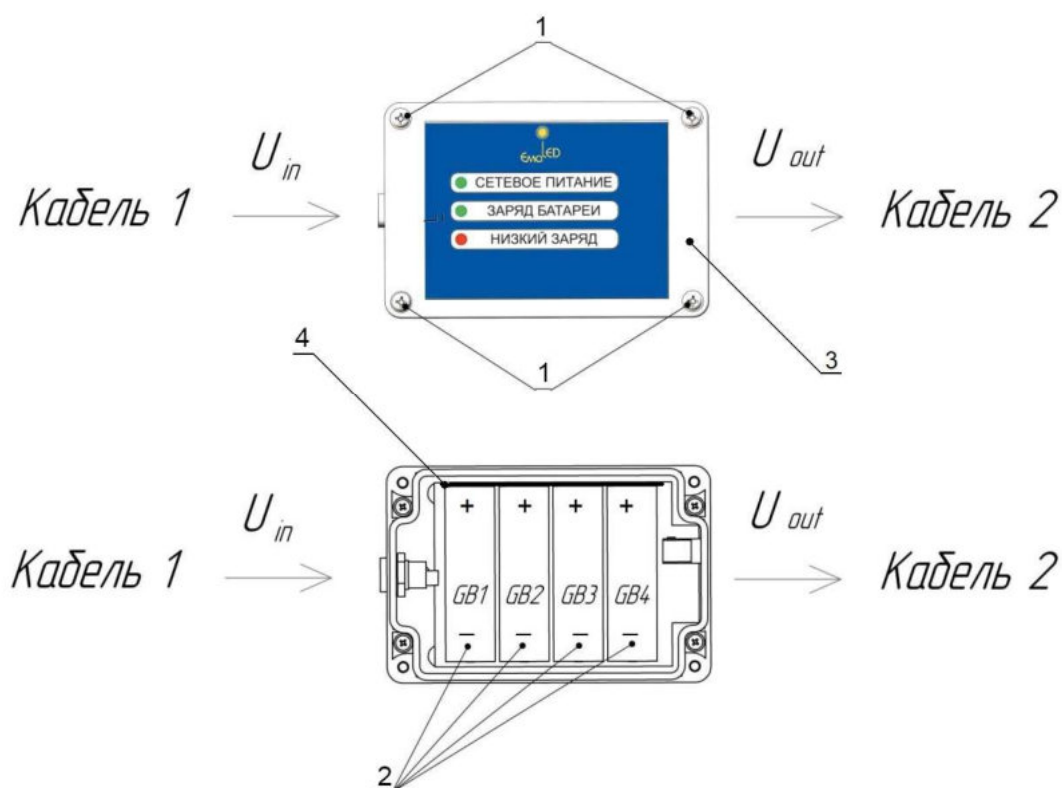 1
U in
U out
Кабель 1
Кабель 2
EmoLED
СЕТЕВОЕ ПИТАНИЕ
ЗАРЯД БАТАРЕИ
НИЗКИЙ ЗАРЯД
4
1
3
U in
U out
Кабель 1
Кабель 2
+ + + +
GB1 GB2 GB3 GB4
− − − −
2